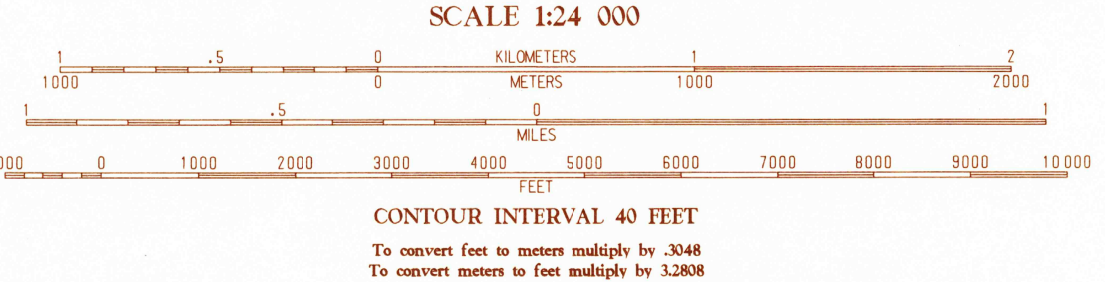 SCALE 1:24 000
1 .5 0 KILOMETERS 1 2
1000 0 METERS 1000 2000
1 .5 0 1
MILES
000 0 1000 2000 3000 4000 5000 6000 7000 8000 9000 10 000
FEET
CONTOUR INTERVAL 40 FEET
To convert feet to meters multiply by .3048
To convert meters to feet multiply by 3.2808